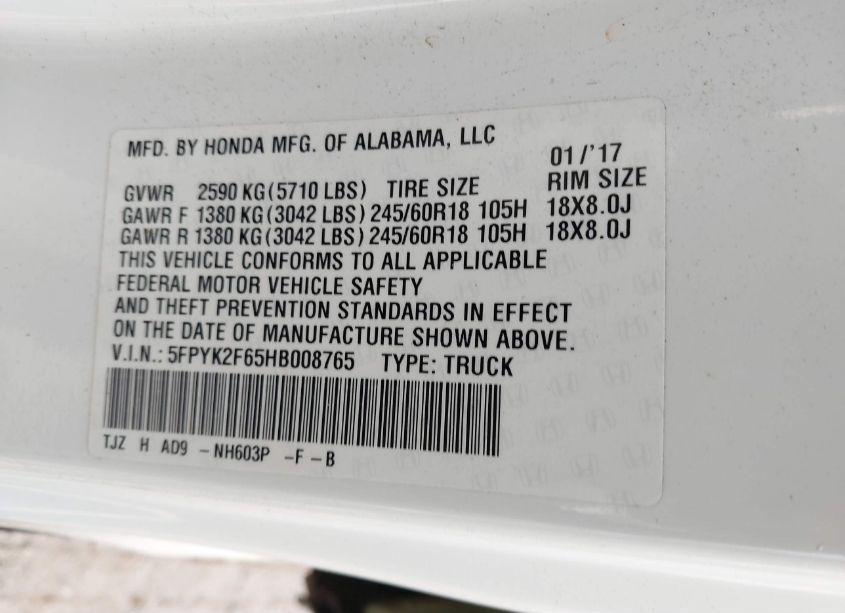 MFD. BY HONDA MFG. OF ALABAMA, LLC 01/'17
GVWR 2590 KG(5710 LBS) TIRE SIZE RIM SIZE
GAWR F 1380 KG(3042 LBS) 245/60R18 105H 18X8.0J
GAWR R 1380 KG(3042 LBS) 245/60R18 105H 18X8.0J
THIS VEHICLE CONFORMS TO ALL APPLICABLE
FEDERAL MOTOR VEHICLE SAFETY
AND THEFT PREVENTION STANDARDS IN EFFECT
ON THE DATE OF MANUFACTURE SHOWN ABOVE.
V.I.N.: 5FPYK2F65HB008765 TYPE: TRUCK
TJZ H AD9 -NH603P -F -B